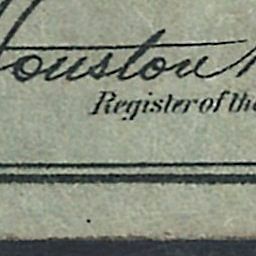 Houston
Register of the